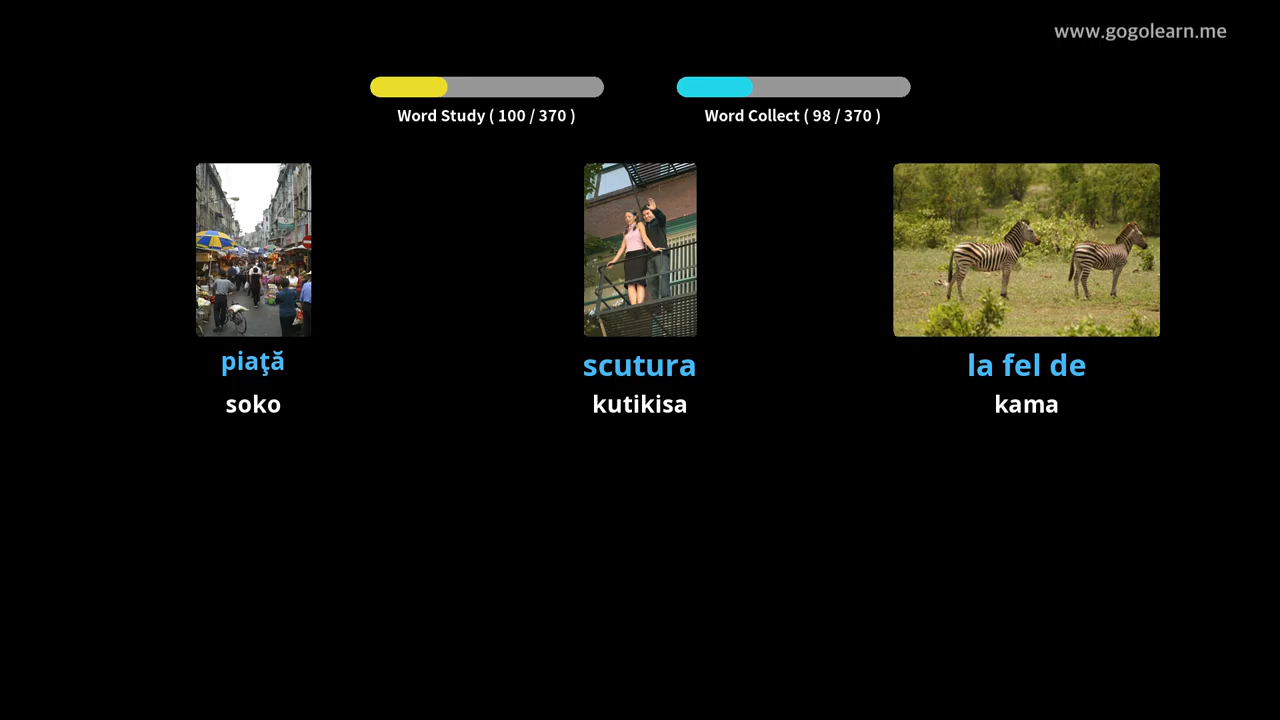 www.gogolearn.me
Word Study ( 100 / 370 )
Word Collect ( 98 / 370 )
piaţă
scutura
la fel de
soko
kutikisa
kama